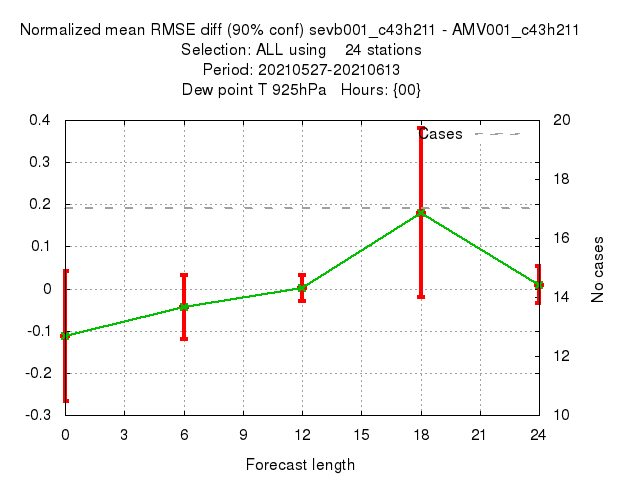 Normalized mean RMSE diff (90% conf) sevb001_c43h211 - AMV001_c43h211
Selection: ALL using 24 stations
Period: 20210527-20210613
Dew point T 925hPa Hours: {00}
Cases
0.4
0.3
0.2
0.1
0
-0.1
-0.2
-0.3
20
18
16
14
12
10
No cases
0 3 6 9 12 15 18 21 24
Forecast length